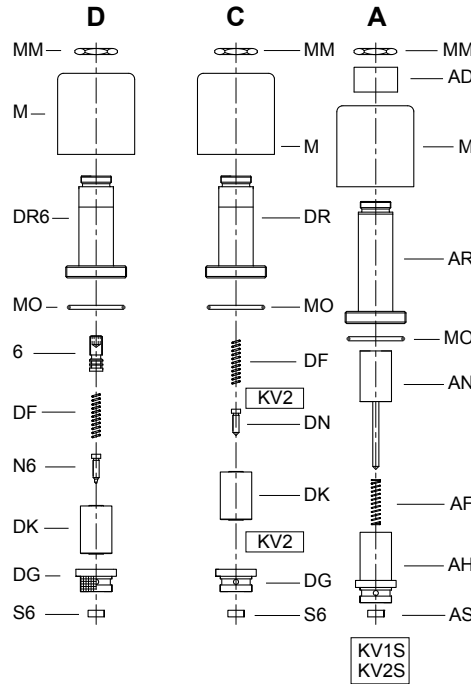 D
MM
M
DR6
MO
6
DF
N6
DK
DG
S6
C
MM
M
DR
MO
DF
KV2
DN
DK
KV2
DG
S6
A
MM
AD
M
AR
MO
AN
AF
AH
AS
KV1S
KV2S